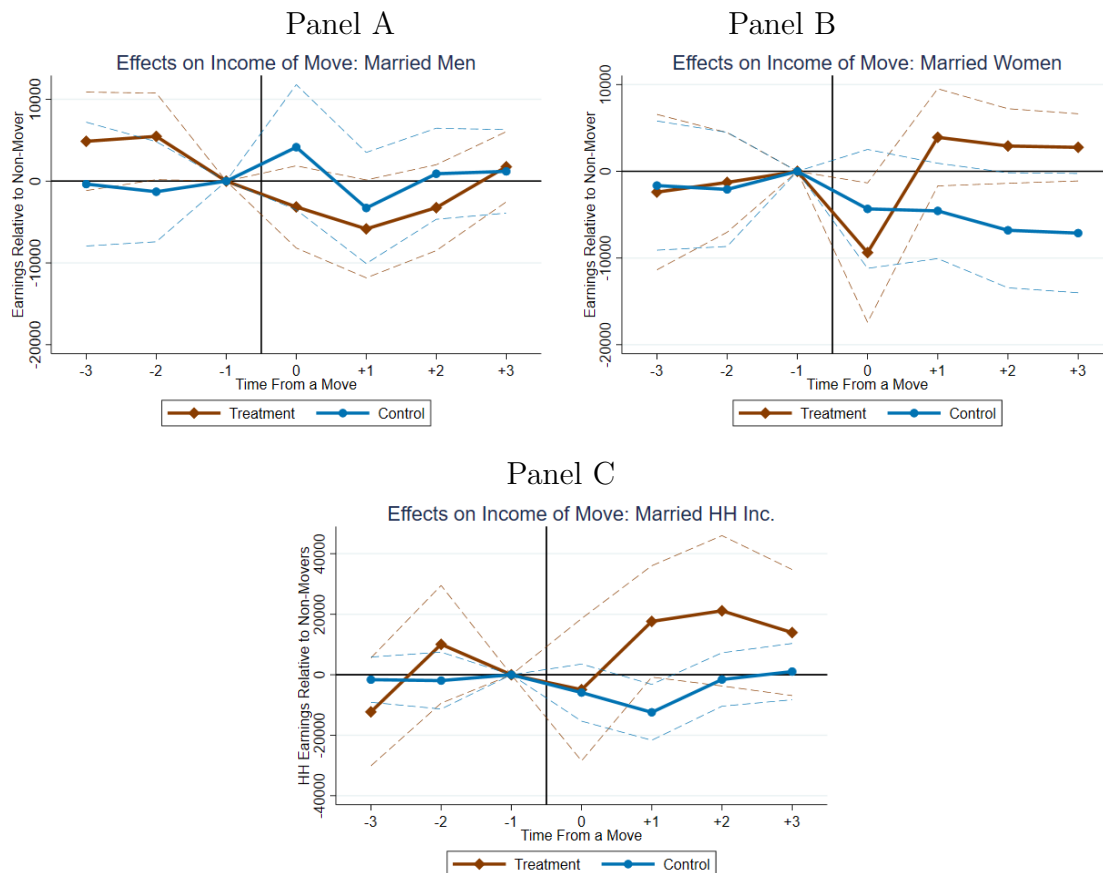 Panel A
Effects on Income of Move: Married Men
Earnings Relative to Non-Mover
10000
0
-10000
-20000
-3 -2 -1 0 +1 +2 +3
Time From a Move
Treatment Control
Panel B
Effects on Income of Move: Married Women
Earnings Relative to Non-Mover
10000
0
-10000
-20000
-3 -2 -1 0 +1 +2 +3
Time From a Move
Treatment Control
Panel C
Effects on Income of Move: Married HH Inc.
HH Earnings Relative to Non-Movers
40000
20000
0
-20000
-40000
-3 -2 -1 0 +1 +2 +3
Time From a Move
Treatment Control